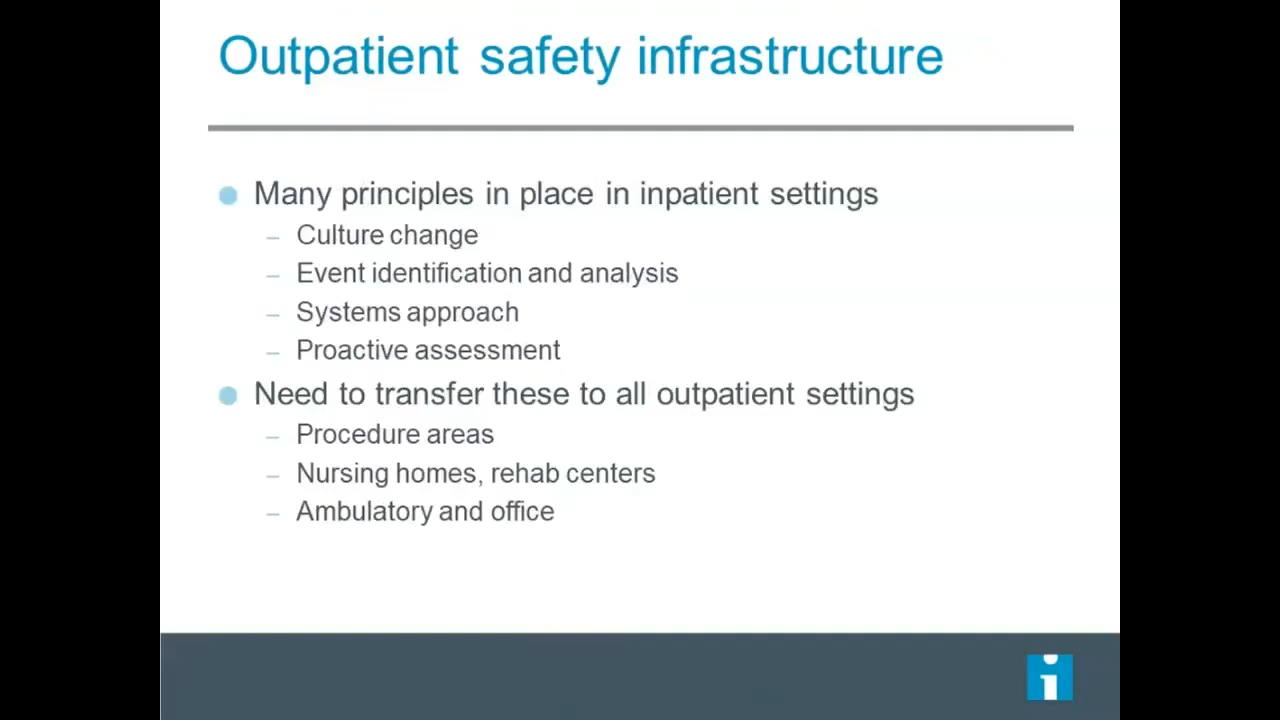 Outpatient safety infrastructure
Many principles in place in inpatient settings
– Culture change
– Event identification and analysis
– Systems approach
– Proactive assessment
Need to transfer these to all outpatient settings
– Procedure areas
– Nursing homes, rehab centers
– Ambulatory and office
i